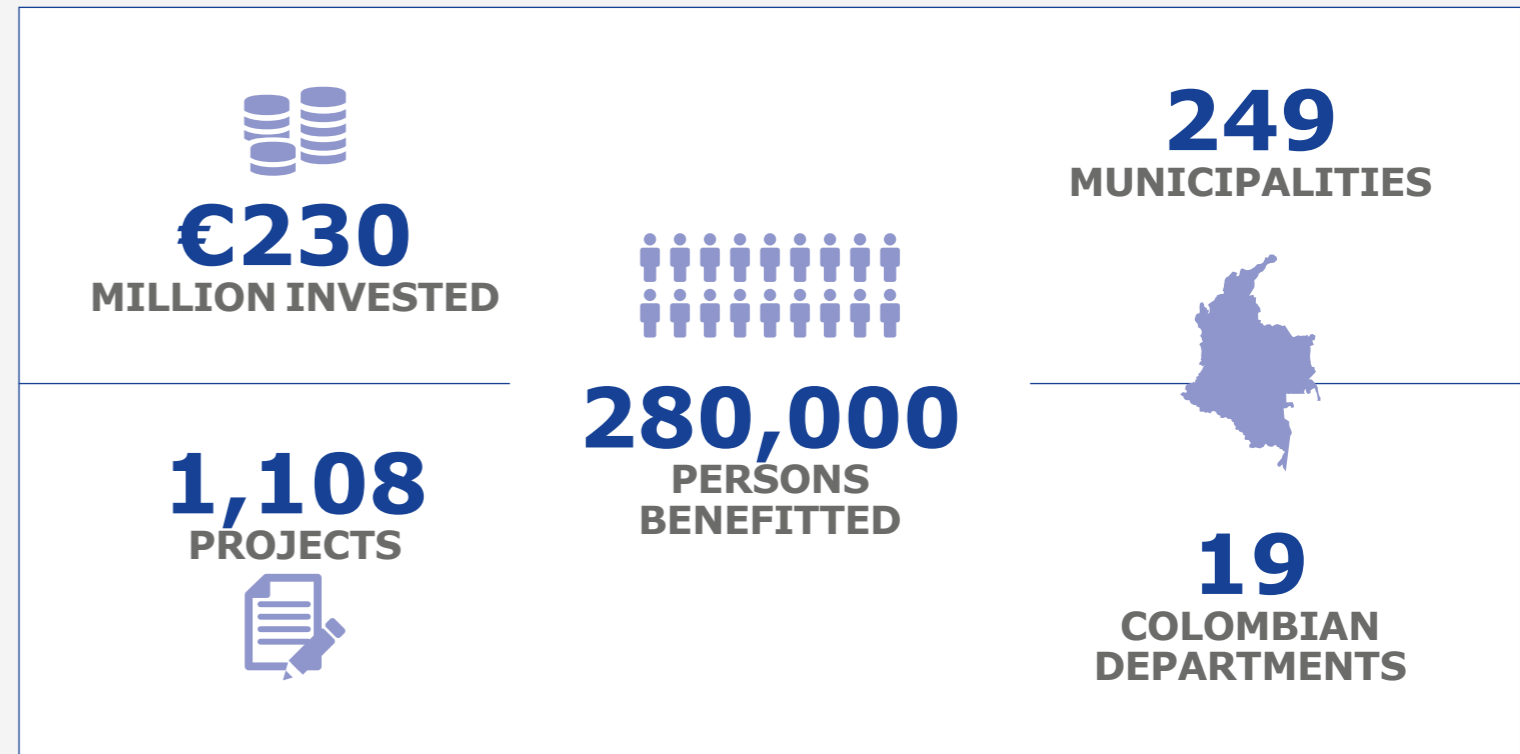 €230
MILLION INVESTED
1,108
PROJECTS
280,000
PERSONS
BENEFITTED
249
MUNICIPALITIES
19
COLOMBIAN
DEPARTMENTS